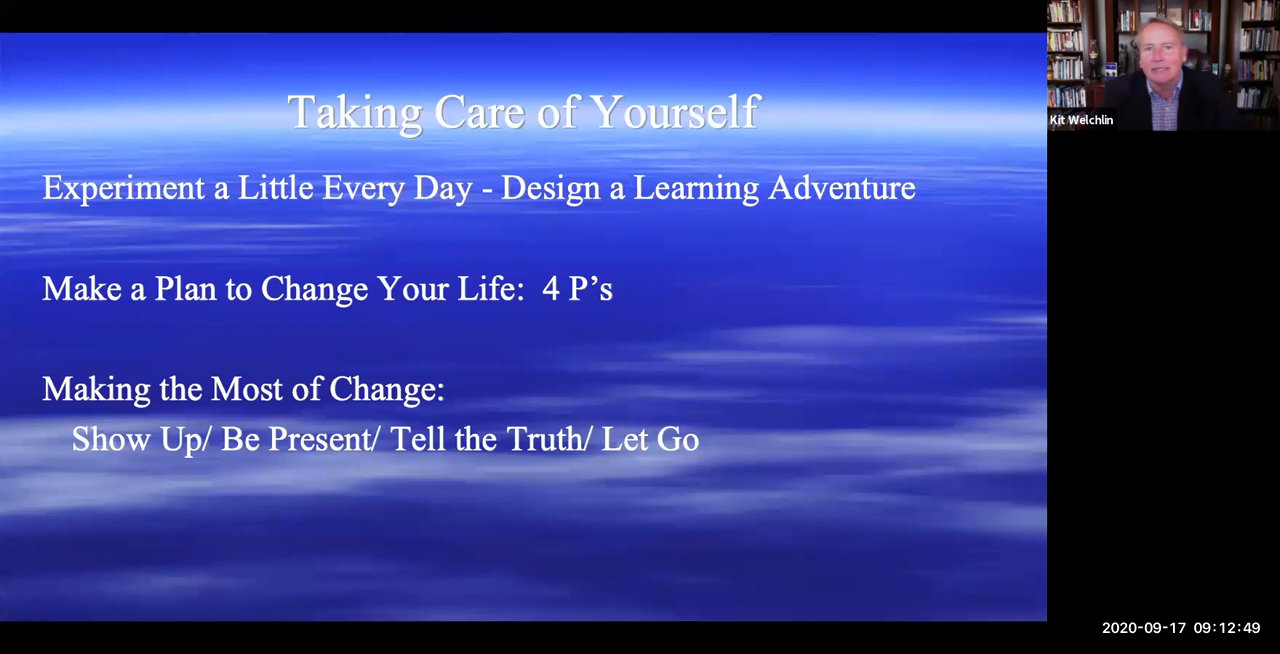 Taking Care of Yourself
Experiment a Little Every Day - Design a Learning Adventure
Make a Plan to Change Your Life:  4 P’s
Making the Most of Change:
Show Up/ Be Present/ Tell the Truth/ Let Go
Kit Welchlin
2020-09-17 09:12:49